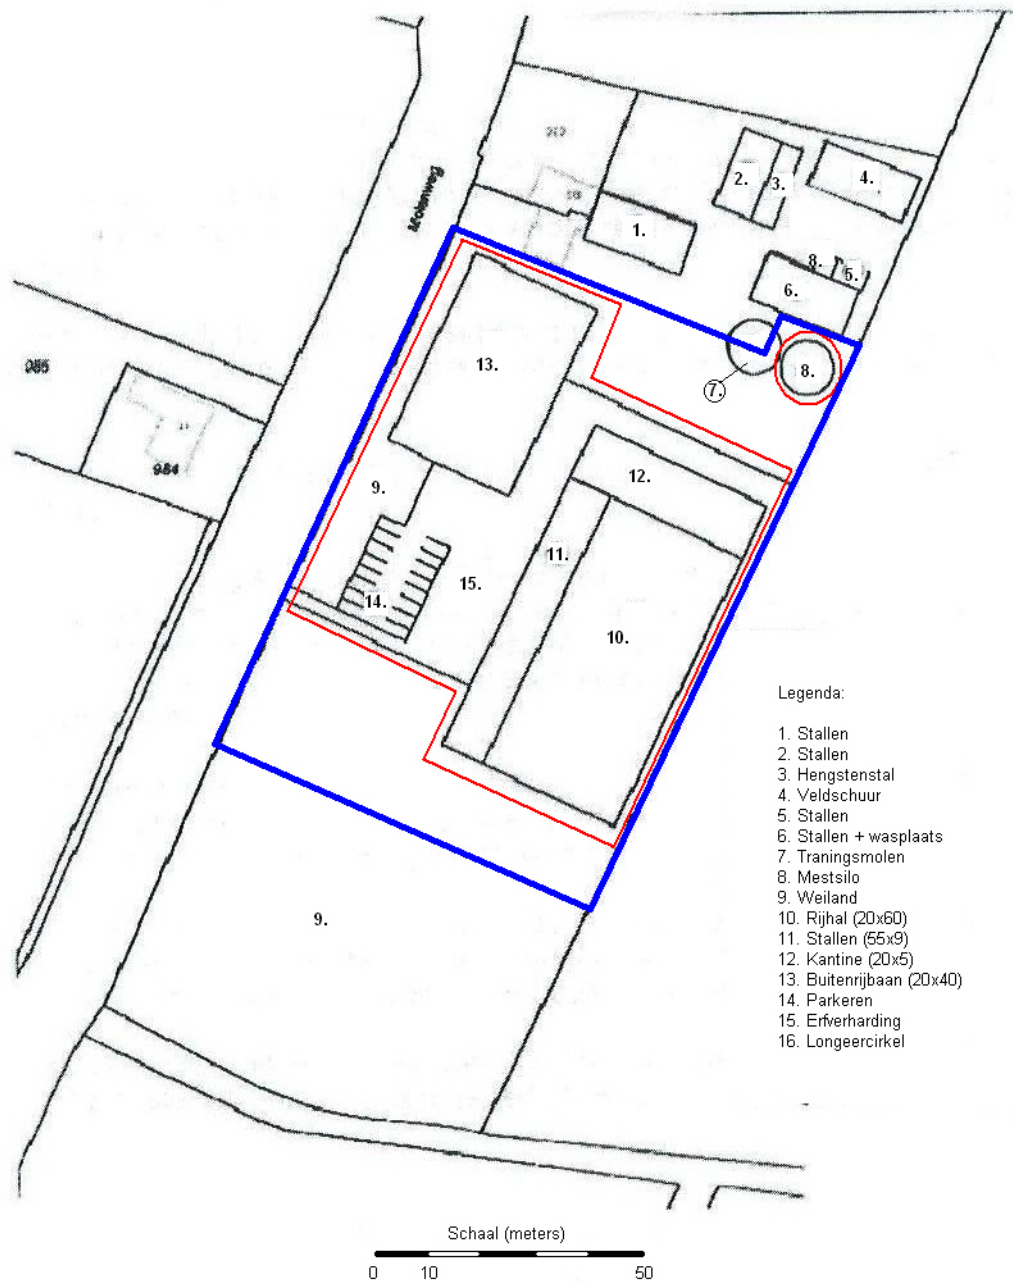 Molenweg
1.
2.
3.
4.
8.
5.
6.
13.
7.
8.
085
984
9.
12.
11.
14.
15.
10.
9.
Legenda:
1. Stallen
2. Stallen
3. Hengstenstal
4. Veldschuur
5. Stallen
6. Stallen + wasplaats
7. Traningsmolen
8. Mestsilo
9. Weiland
10. Rijhal (20x60)
11. Stallen (55x9)
12. Kantine (20x5)
13. Buitenrijbaan (20x40)
14. Parkeren
15. Erfverharding
16. Longeercirkel
Schaal (meters)
0 10 50